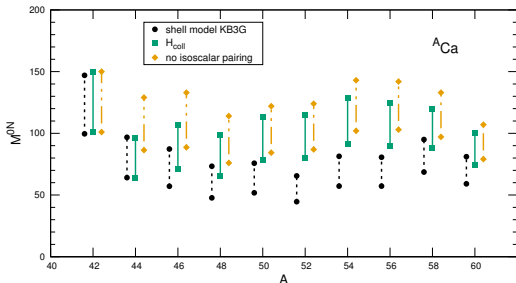 200
150
100
50
0
M^0N
shell model KB3G
H_coll
no isoscalar pairing
^ACa
40 42 44 46 48 50 52 54 56 58 60
A